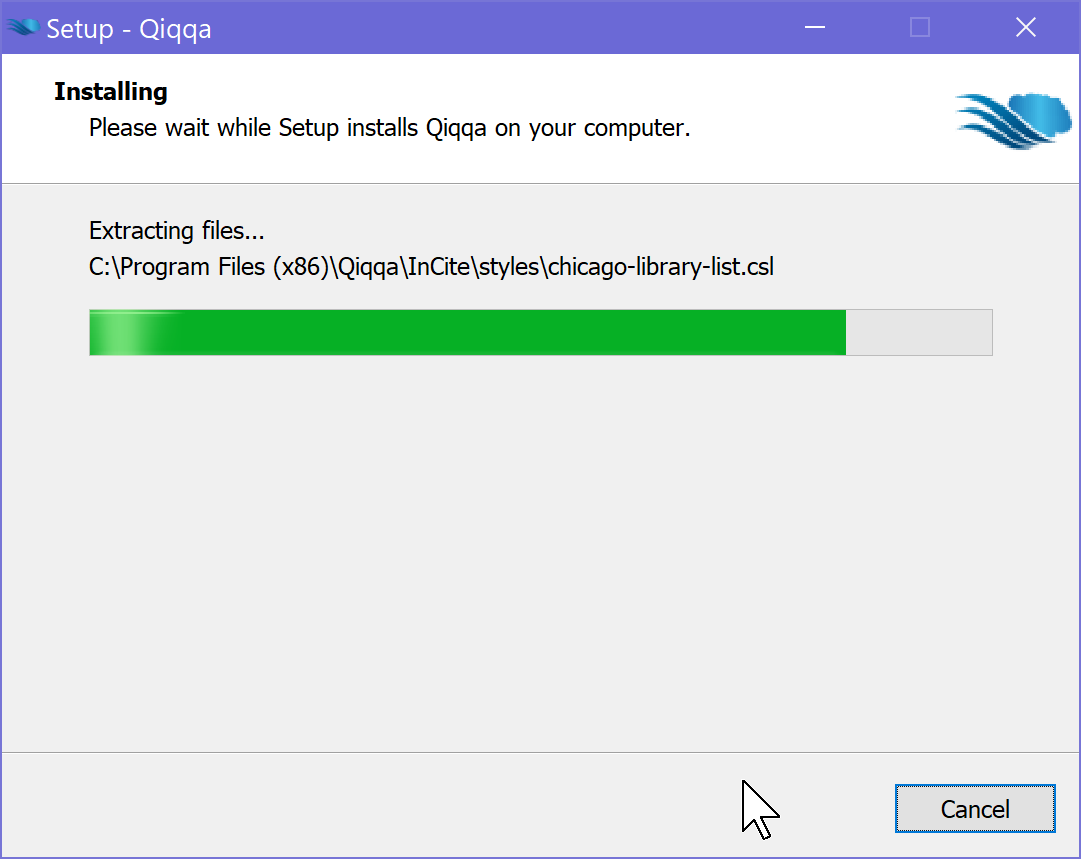 Setup - Qiqqa
Installing
Please wait while Setup installs Qiqqa on your computer.
Extracting files...
C:\Program Files (x86)\Qiqqa\InCite\styles\chicago-library-list.csl
Cancel